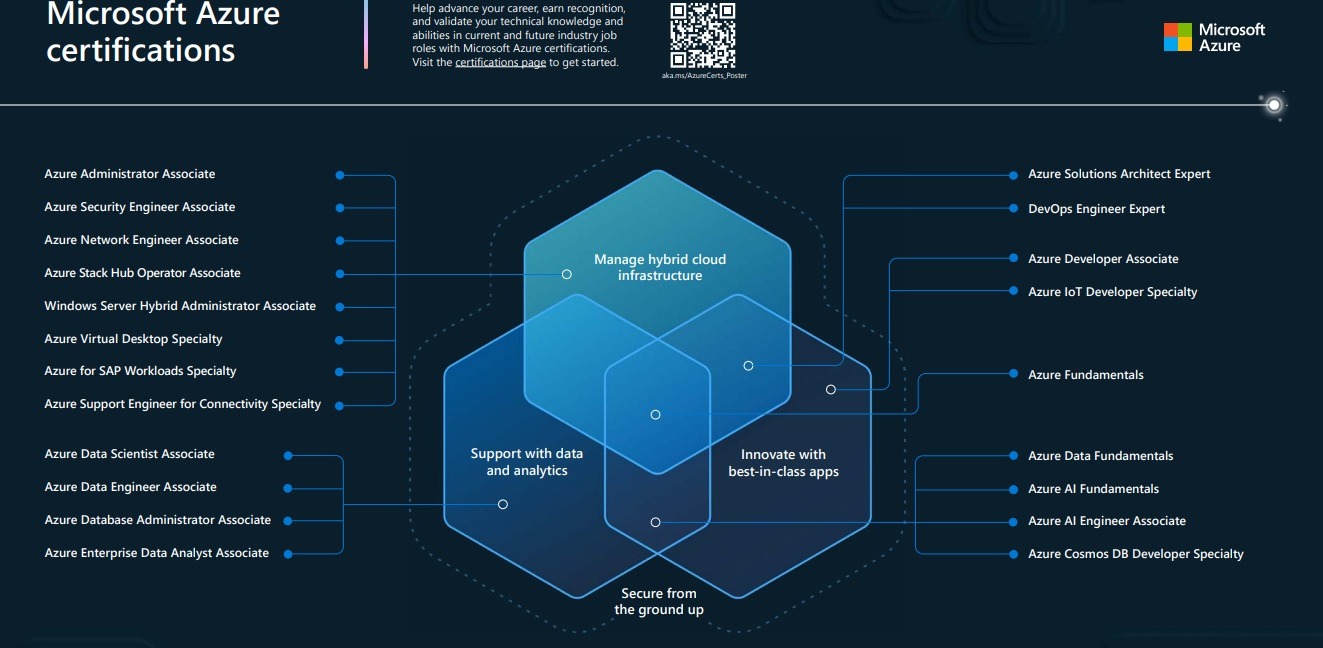 Microsoft Azure
certifications
Help advance your career, earn recognition,
and validate your technical knowledge and
abilities in current and future industry job
roles with Microsoft Azure certifications.
Visit the certifications page to get started.
aka.ms/AzureCerts_Poster
Microsoft
Azure
Azure Administrator Associate
Azure Security Engineer Associate
Azure Network Engineer Associate
Azure Stack Hub Operator Associate
Windows Server Hybrid Administrator Associate
Azure Virtual Desktop Specialty
Azure for SAP Workloads Specialty
Azure Support Engineer for Connectivity Specialty
Azure Data Scientist Associate
Azure Data Engineer Associate
Azure Database Administrator Associate
Azure Enterprise Data Analyst Associate
Manage hybrid cloud
infrastructure
Support with data
and analytics
Innovate with
best-in-class apps
Secure from
the ground up
Azure Solutions Architect Expert
DevOps Engineer Expert
Azure Developer Associate
Azure IoT Developer Specialty
Azure Fundamentals
Azure Data Fundamentals
Azure AI Fundamentals
Azure AI Engineer Associate
Azure Cosmos DB Developer Specialty